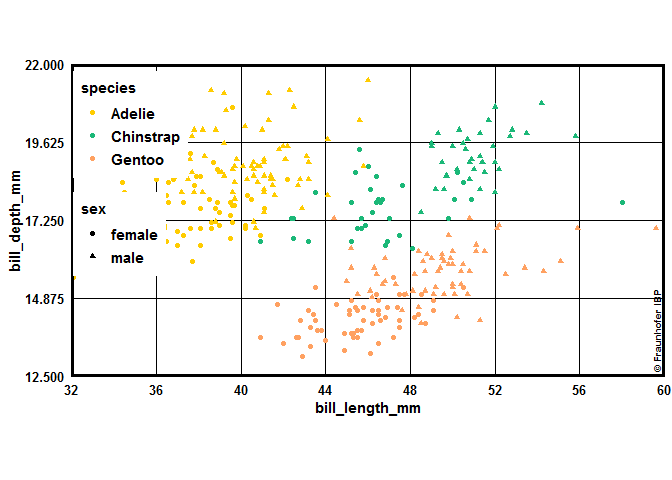 22.000
19.625
17.250
14.875
12.500
bill_depth_mm
species
Adelie
Chinstrap
Gentoo
sex
female
male
© Fraunhofer IBP
32 36 40 44 48 52 56 60
bill_length_mm